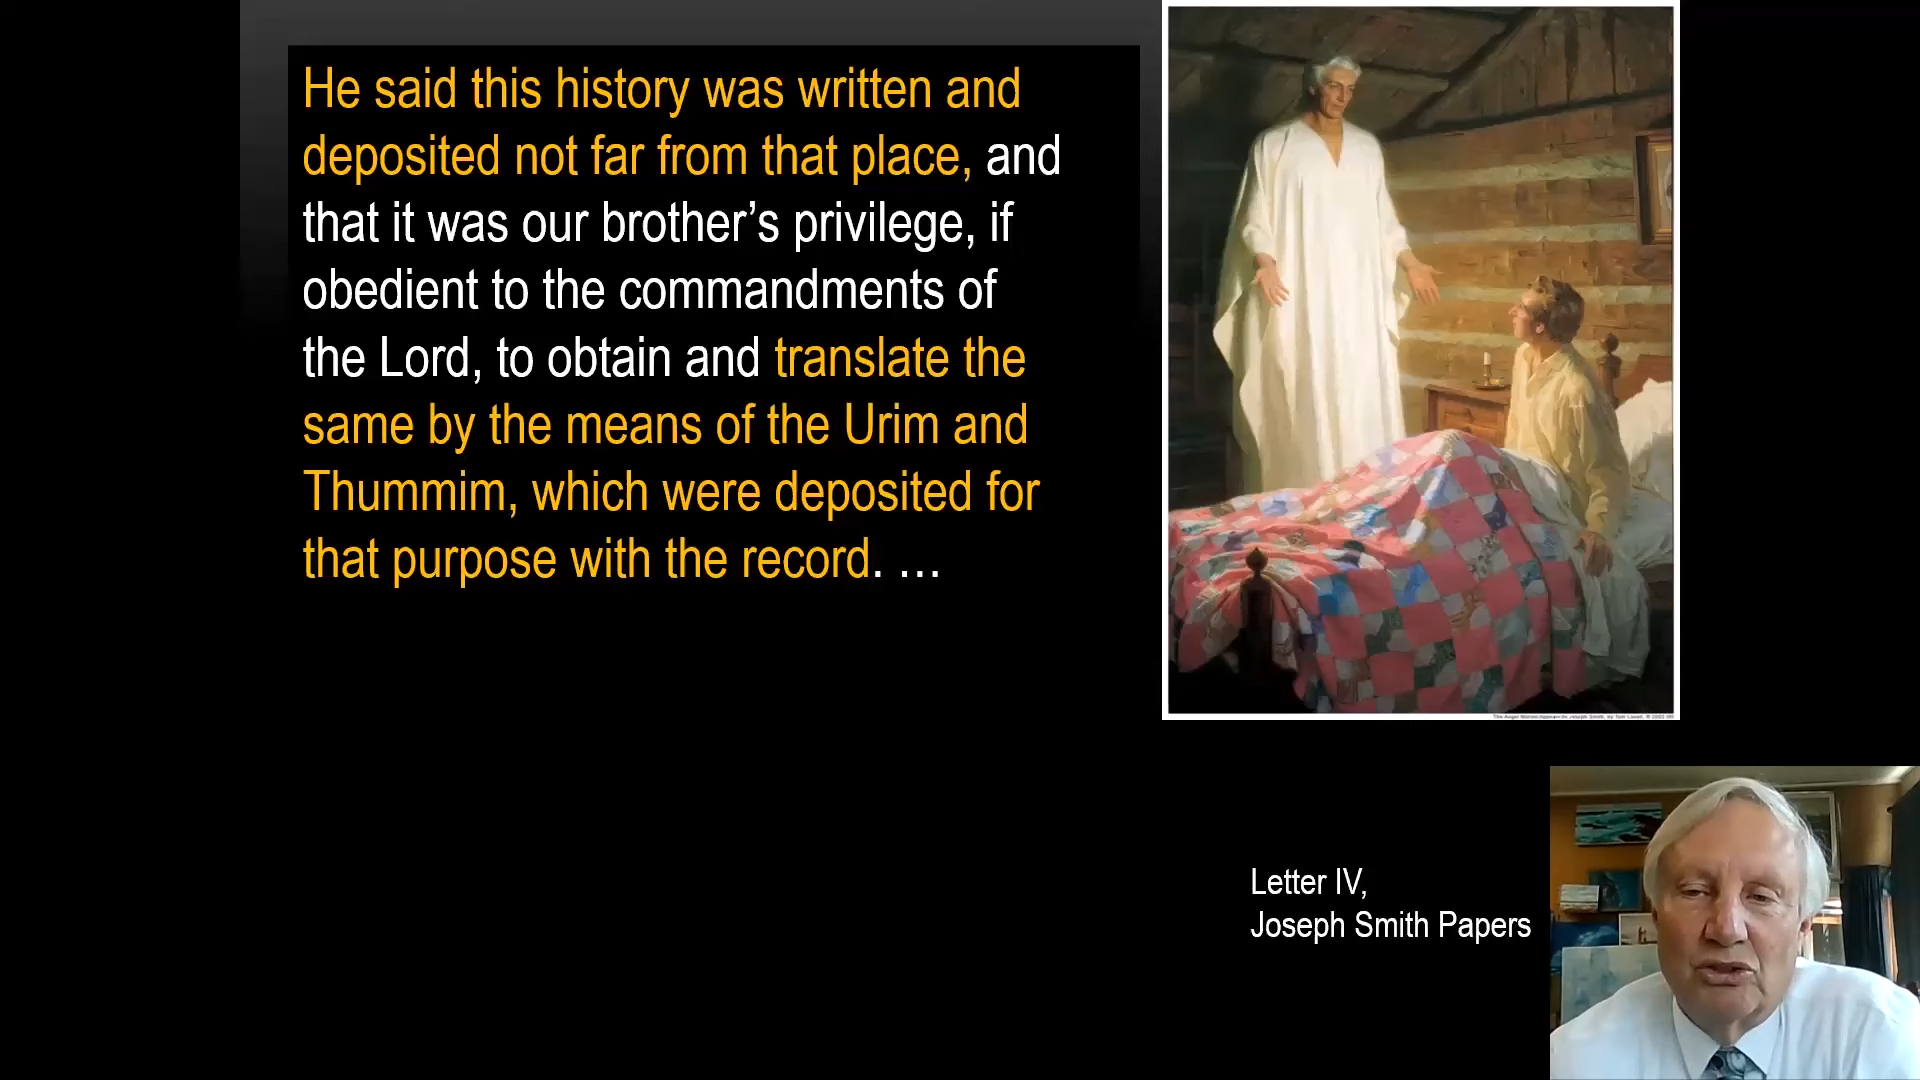 He said this history was written and
deposited not far from that place, and
that it was our brother’s privilege, if
obedient to the commandments of
the Lord, to obtain and translate the
same by the means of the Urim and
Thummim, which were deposited for
that purpose with the record. …
Letter IV,
Joseph Smith Papers